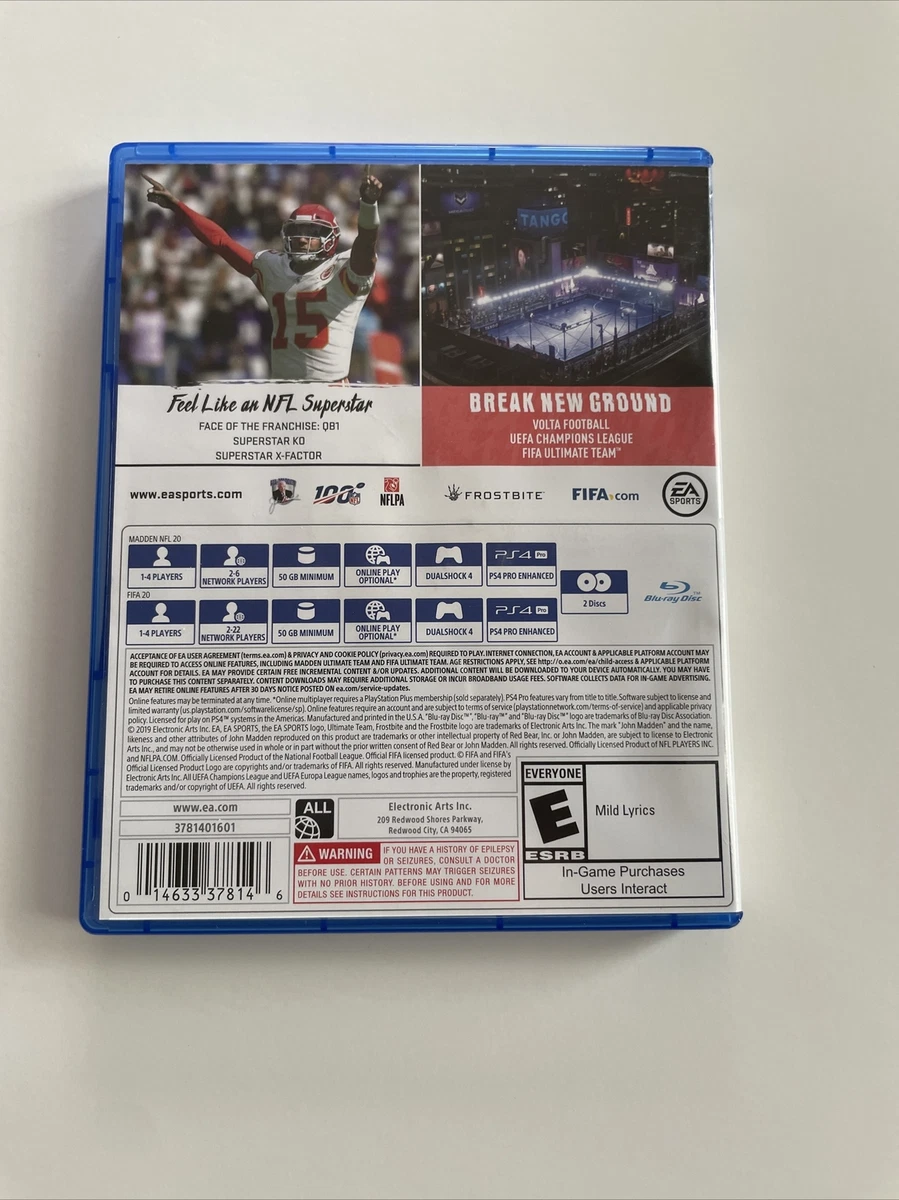 TANGO
15
Feel Like an NFL Superstar
FACE OF THE FRANCHISE: QB1
SUPERSTAR KO
SUPERSTAR X-FACTOR
BREAK NEW GROUND
VOLTA FOOTBALL
UEFA CHAMPIONS LEAGUE
FIFA ULTIMATE TEAM™
www.easports.com
100
NFL
NFLPA
FROSTBITE™
FIFA.com
EA
SPORTS
MADDEN NFL 20
1-4 PLAYERS
2-6
NETWORK PLAYERS
50 GB MINIMUM
ONLINE PLAY
OPTIONAL*
DUALSHOCK 4
PS4 Pro
PS4 PRO ENHANCED
2 Discs
Blu-ray Disc™
FIFA 20
1-4 PLAYERS
2-22
NETWORK PLAYERS
50 GB MINIMUM
ONLINE PLAY
OPTIONAL*
DUALSHOCK 4
PS4 Pro
PS4 PRO ENHANCED
ACCEPTANCE OF EA USER AGREEMENT (terms.ea.com) & PRIVACY AND COOKIE POLICY (privacy.ea.com) REQUIRED TO PLAY. INTERNET CONNECTION, EA ACCOUNT & APPLICABLE PLATFORM ACCOUNT MAY
BE REQUIRED TO ACCESS ONLINE FEATURES, INCLUDING MADDEN ULTIMATE TEAM AND FIFA ULTIMATE TEAM. AGE RESTRICTIONS APPLY, SEE http://o.ea.com/ea/child-access & APPLICABLE PLATFORM
ACCOUNT FOR DETAILS. EA MAY PROVIDE CERTAIN FREE INCREMENTAL CONTENT &/OR UPDATES. ADDITIONAL CONTENT MAY BE DOWNLOADED TO YOUR DEVICE AUTOMATICALLY. YOU MAY HAVE
TO PURCHASE THIS CONTENT SEPARATELY. CONTENT DOWNLOADS MAY REQUIRE ADDITIONAL STORAGE OR INCUR BROADBAND USAGE FEES. SOFTWARE COLLECTS DATA FOR IN-GAME ADVERTISING.
EA MAY RETIRE ONLINE FEATURES AFTER 30 DAYS NOTICE POSTED ON ea.com/service-updates.
Online features may be terminated at any time. *Online multiplayer requires a PlayStation Plus membership (sold separately). PS4 Pro features vary from title to title. Software subject to license and
limited warranty (us.playstation.com/softwarelicense/sp). Online features require an account and are subject to terms of service (playstationnetwork.com/terms-of-service) and applicable privacy
policy. Licensed for play on PS4™ systems in the Americas. Manufactured and printed in the U.S.A. "Blu-ray Disc™", "Blu-ray™" and "Blu-ray Disc™" logo are trademarks of Blu-ray Disc Association.
© 2019 Electronic Arts Inc. EA, EA SPORTS, the EA SPORTS logo, Ultimate Team, Frostbite and the Frostbite logo are trademarks of Electronic Arts Inc. The mark "John Madden" and the name,
likeness and other attributes of John Madden reproduced on this product are trademarks or other intellectual property of Red Bear, Inc. or John Madden, are subject to license to Electronic
Arts Inc., and may not be otherwise used in whole or in part without the prior written consent of Red Bear or John Madden. All rights reserved. Officially Licensed Product of NFL PLAYERS INC.
and NFLPA.COM. Officially Licensed Product of the National Football League. Official FIFA licensed product. © FIFA and FIFA's
Official Licensed Product Logo are copyrights and/or trademarks of FIFA. All rights reserved. Manufactured under license by
Electronic Arts Inc. All UEFA Champions League and UEFA Europa League names, logos and trophies are the property, registered
trademarks and/or copyright of UEFA. All rights reserved.
www.ea.com
3781401601
ALL
Electronic Arts Inc.
209 Redwood Shores Parkway,
Redwood City, CA 94065
0 14633 37814 6
WARNING IF YOU HAVE A HISTORY OF EPILEPSY
OR SEIZURES, CONSULT A DOCTOR
BEFORE USE. CERTAIN PATTERNS MAY TRIGGER SEIZURES
WITH NO PRIOR HISTORY. BEFORE USING AND FOR MORE
DETAILS SEE INSTRUCTIONS FOR THIS PRODUCT.
EVERYONE
E
ESRB
Mild Lyrics
In-Game Purchases
Users Interact